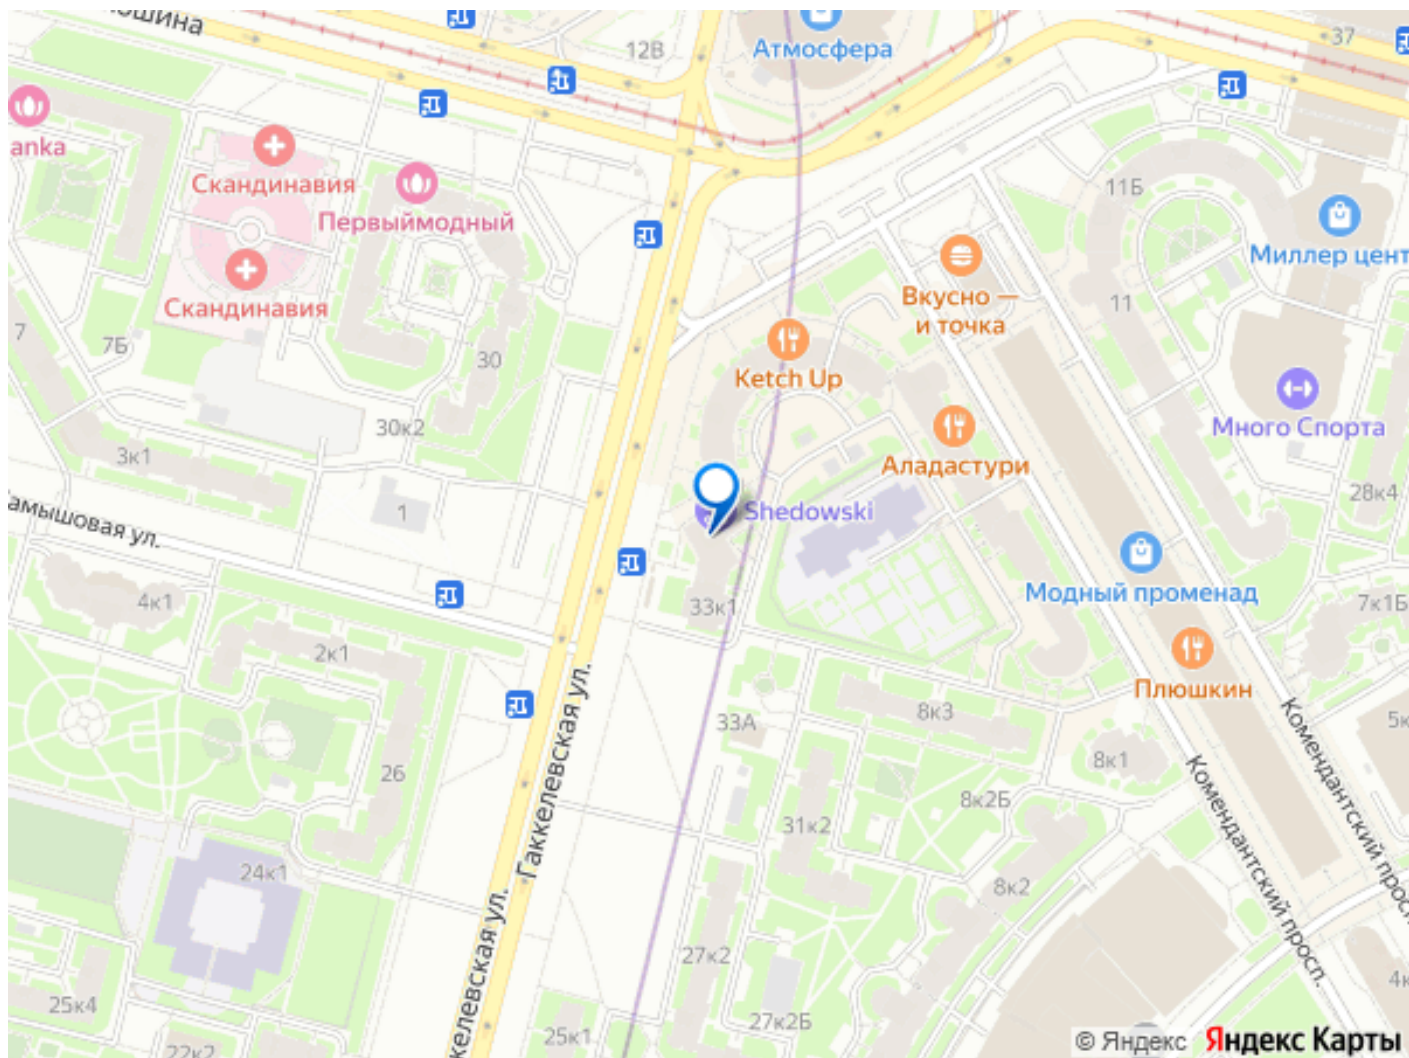 12В
Атмосфера
37
anka
Скандинавия
Первыймодный
11Б
Миллер цент
Скандинавия
Вкусно —
и точка
11
7
7Б
30
Ketch Up
30к2
Много Спорта
3к1
Аладастури
28к4
1
Shedowski
амышовая ул.
Модный променад
4к1
33к1
7к1Б
2к1
Плюшкин
Гаккелевская ул.
33А
8к3
Комендантский просп.
5к
26
8к1
Комендантский просп.
8к2Б
31к2
24к1
8к2
келевская ул.
27к2
25к4
27к2Б
25к1
22к2
4к
© Яндекс Яндекс Карты